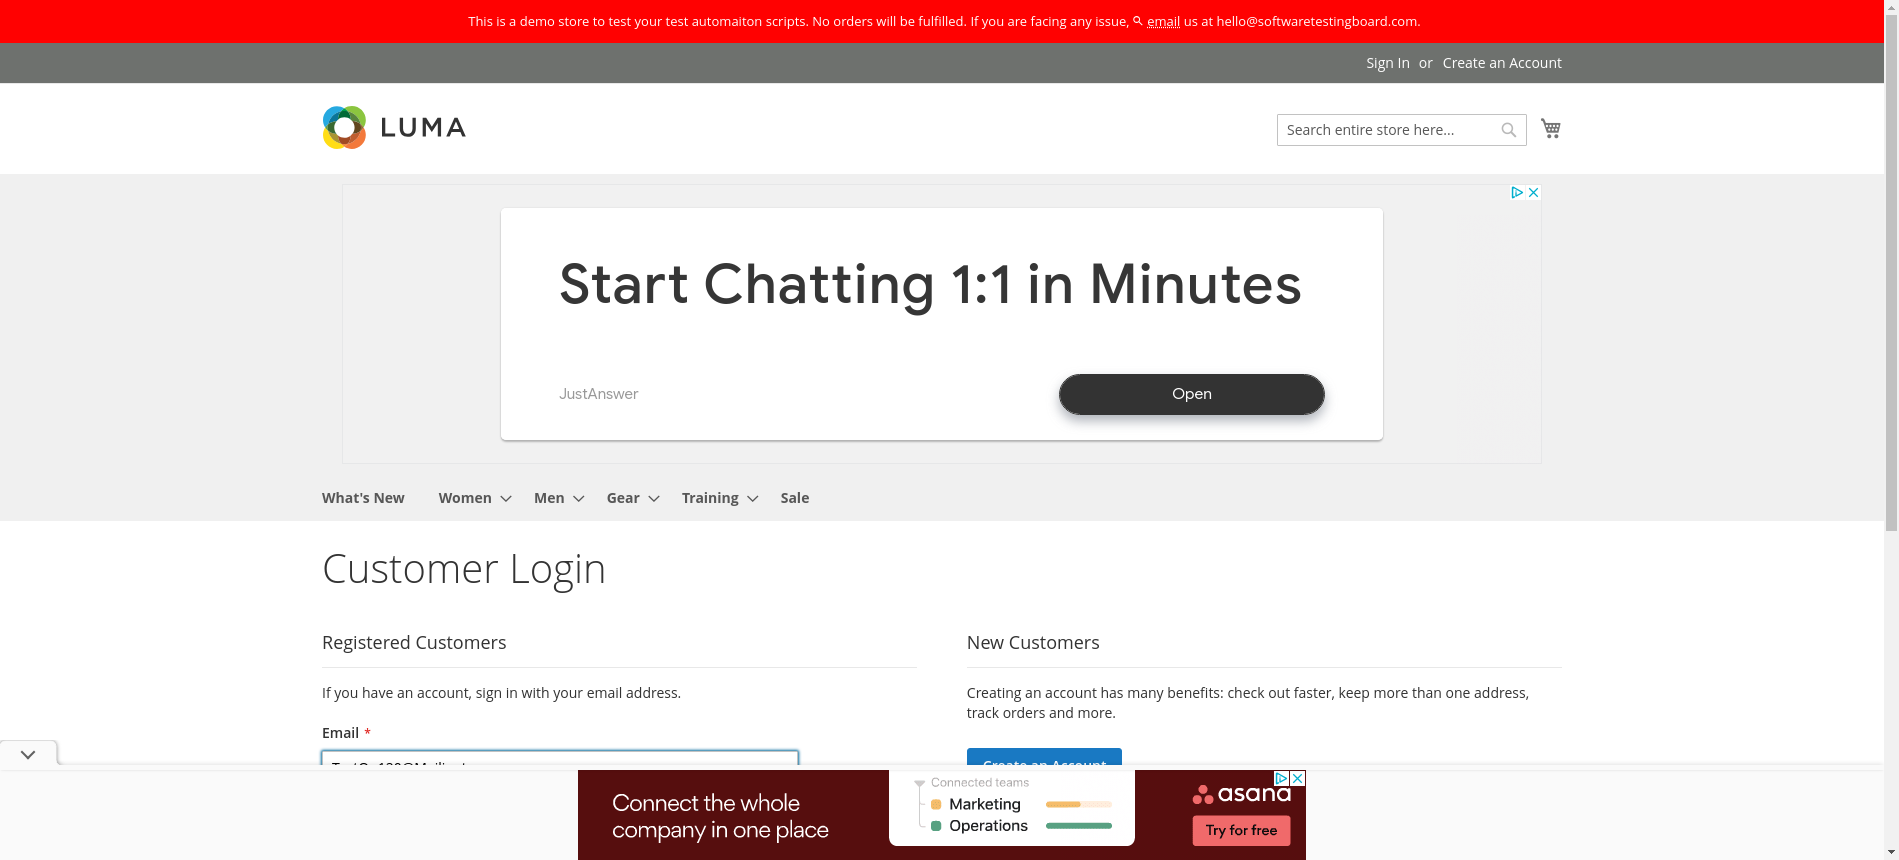 This is a demo store to test your test automaiton scripts. No orders will be fulfilled. If you are facing any issue, email us at hello@softwaretestingboard.com.
Sign In or Create an Account
LUMA
Search entire store here...
Start Chatting 1:1 in Minutes
JustAnswer
Open
What's New Women Men Gear Training Sale
Customer Login
Registered Customers
New Customers
If you have an account, sign in with your email address.
Creating an account has many benefits: check out faster, keep more than one address,
track orders and more.
Email *
Create an Account
Connected teams
Connect the whole
company in one place
Marketing
Operations
asana
Try for free